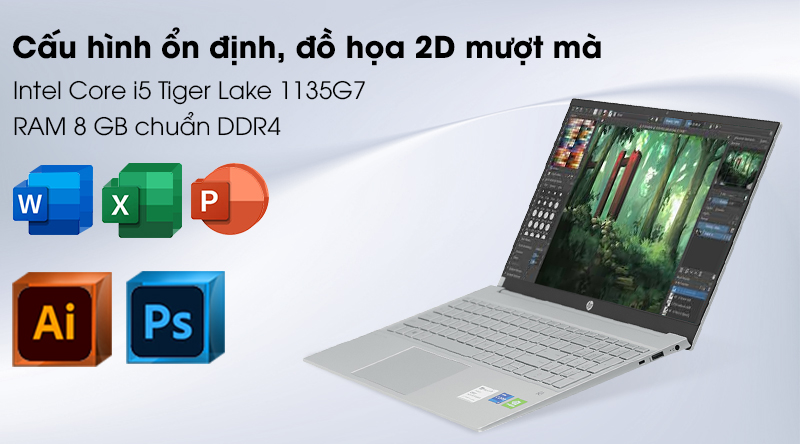 Cấu hình ổn định, đồ họa 2D mượt mà
Intel Core i5 Tiger Lake 1135G7
RAM 8 GB chuẩn DDR4
W
X
P
Ai
Ps
hp